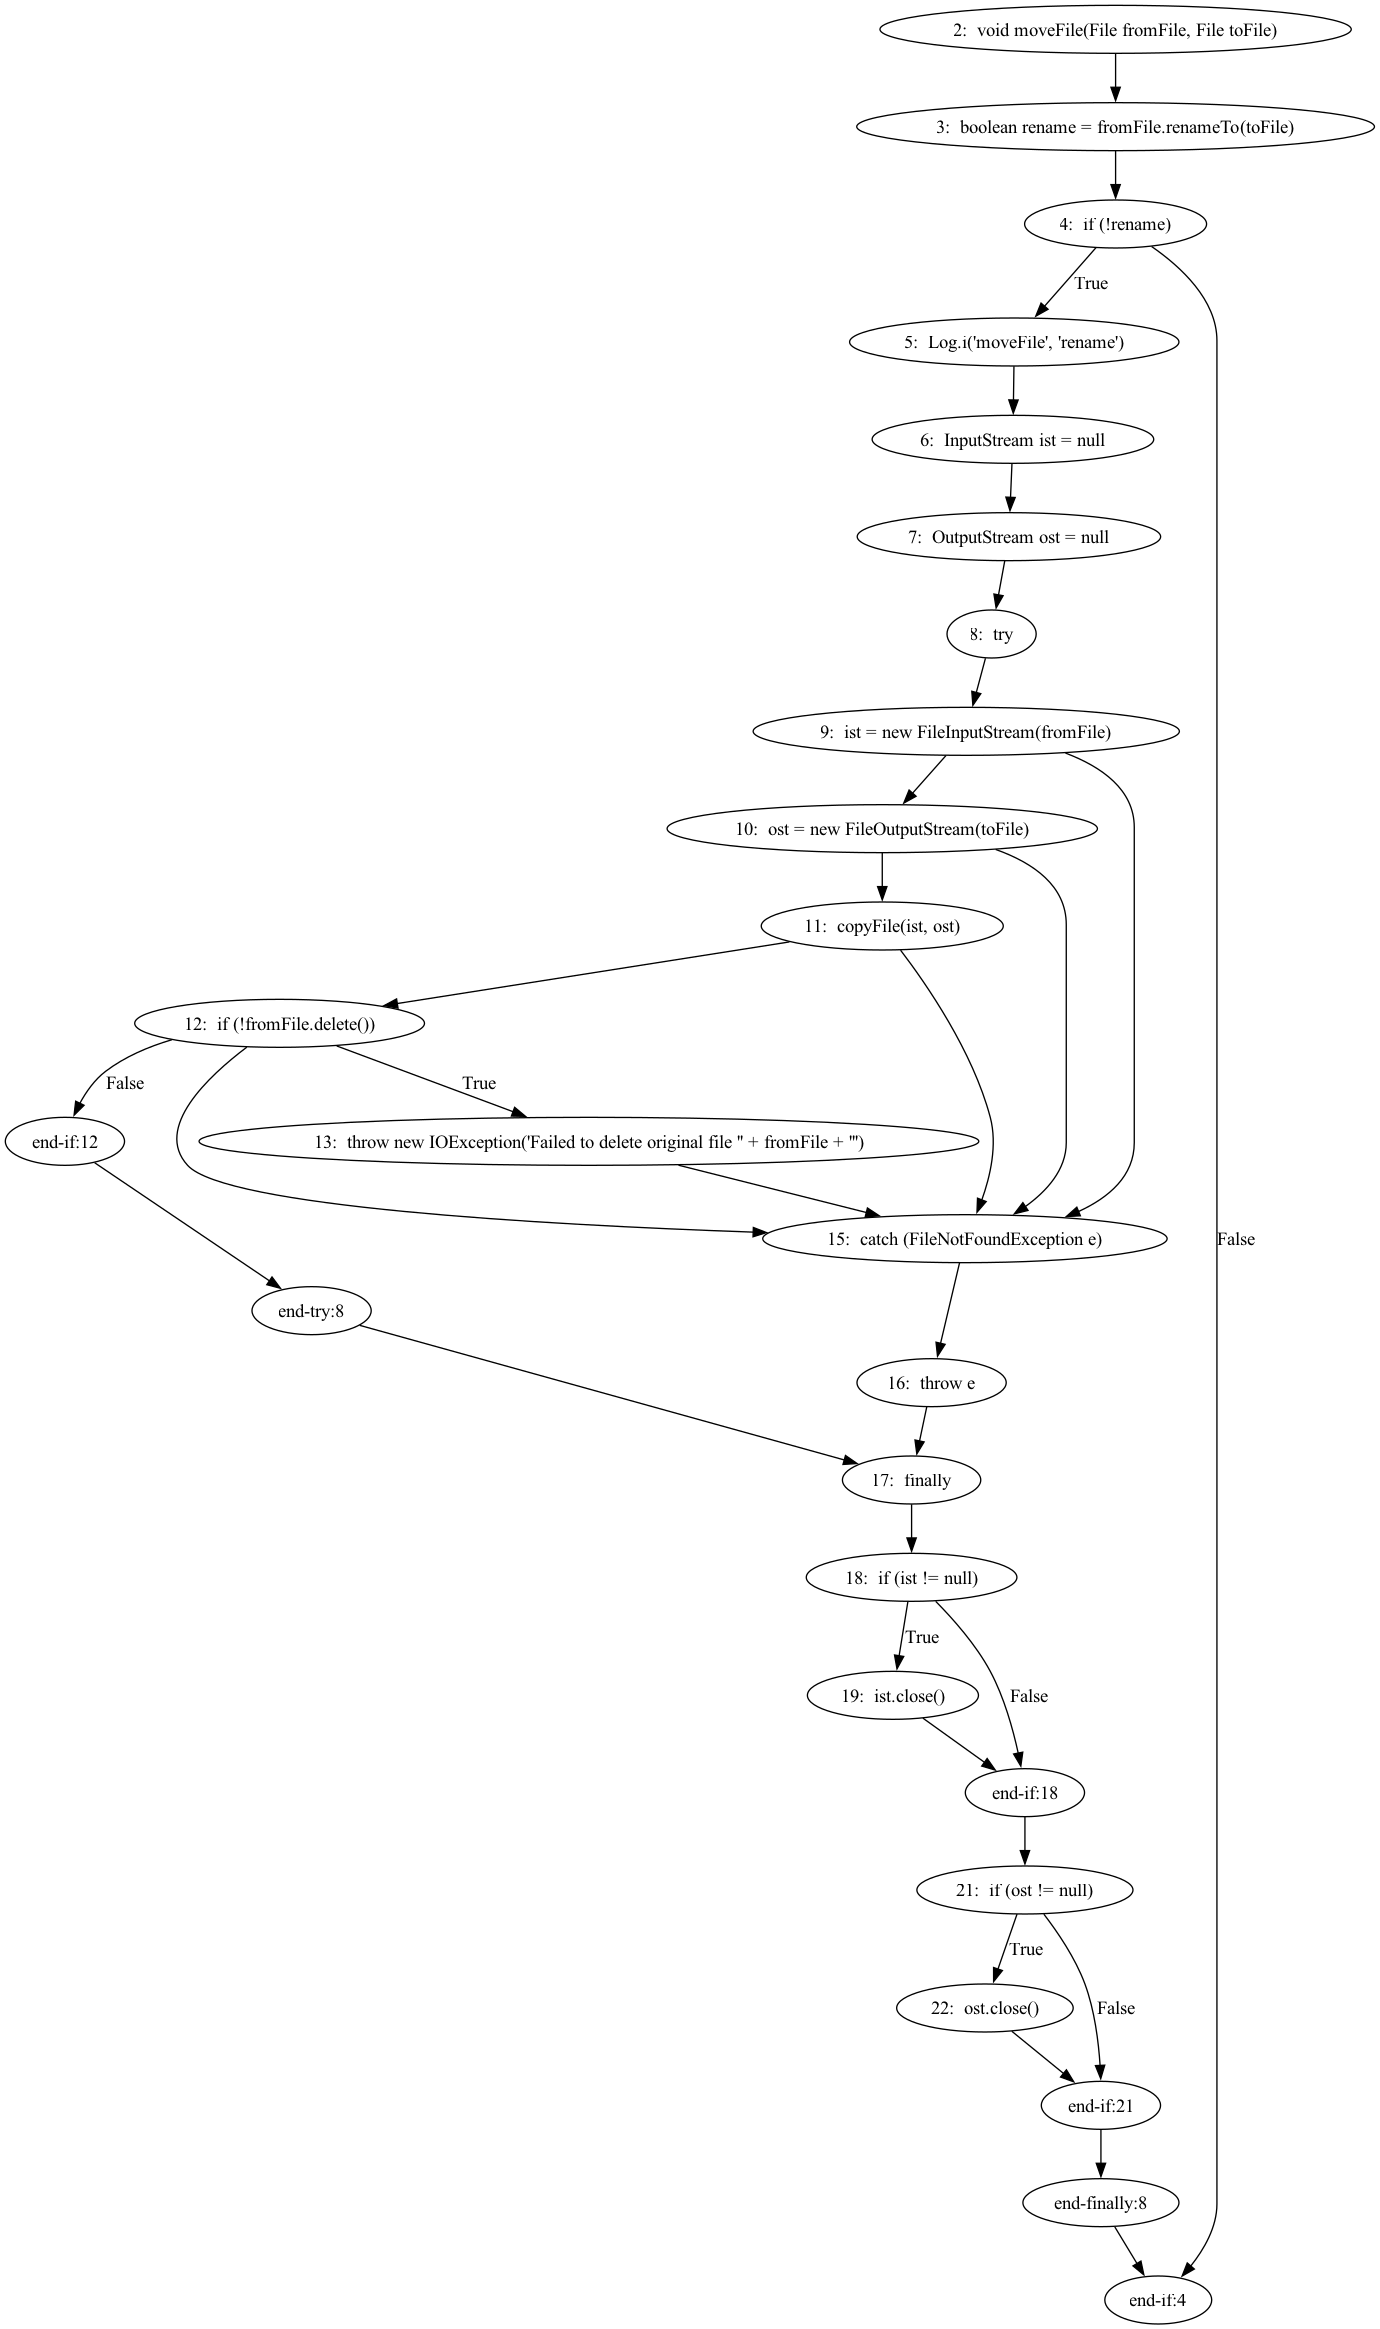 2:  void moveFile(File fromFile, File toFile)
3:  boolean rename = fromFile.renameTo(toFile)
4:  if (!rename)
True
5:  Log.i('moveFile', 'rename')
6:  InputStream ist = null
7:  OutputStream ost = null
8:  try
9:  ist = new FileInputStream(fromFile)
10:  ost = new FileOutputStream(toFile)
11:  copyFile(ist, ost)
12:  if (!fromFile.delete())
False
True
end-if:12
13:  throw new IOException('Failed to delete original file '' + fromFile + ''')
15:  catch (FileNotFoundException e)
False
end-try:8
16:  throw e
17:  finally
18:  if (ist != null)
True
19:  ist.close()
False
end-if:18
21:  if (ost != null)
True
22:  ost.close()
False
end-if:21
end-finally:8
end-if:4